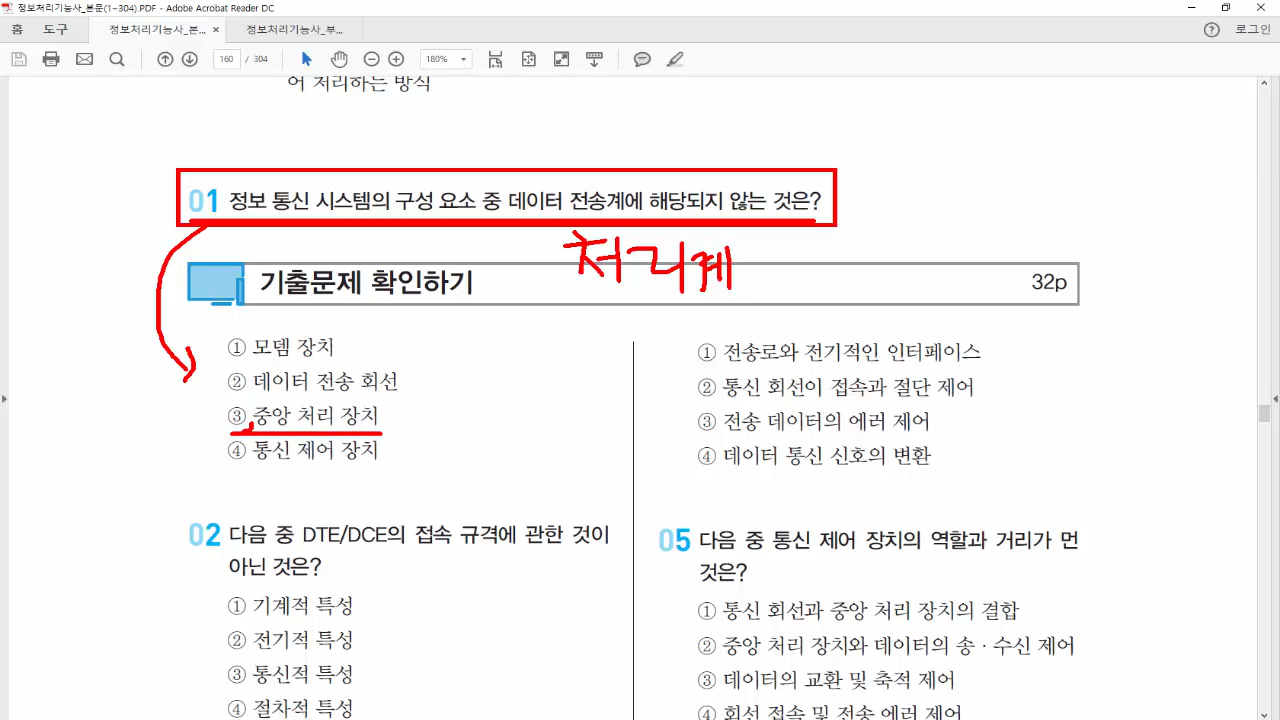 정보처리기능사_본문(1~304).PDF - Adobe Acrobat Reader DC
홈 도구 정보처리기능사_본... × 정보처리기능사_부... 로그인
160 / 304 180%
어 처리하는 방식
01 정보 통신 시스템의 구성 요소 중 데이터 전송계에 해당되지 않는 것은?
처리계
기출문제 확인하기 32p
① 모뎀 장치
② 데이터 전송 회선
③ 중앙 처리 장치
④ 통신 제어 장치
02 다음 중 DTE/DCE의 접속 규격에 관한 것이
아닌 것은?
① 기계적 특성
② 전기적 특성
③ 통신적 특성
④ 절차적 특성
① 전송로와 전기적인 인터페이스
② 통신 회선이 접속과 절단 제어
③ 전송 데이터의 에러 제어
④ 데이터 통신 신호의 변환
05 다음 중 통신 제어 장치의 역할과 거리가 먼
것은?
① 통신 회선과 중앙 처리 장치의 결합
② 중앙 처리 장치와 데이터의 송 · 수신 제어
③ 데이터의 교환 및 축적 제어
④ 회선 접속 및 전송 에러 제어